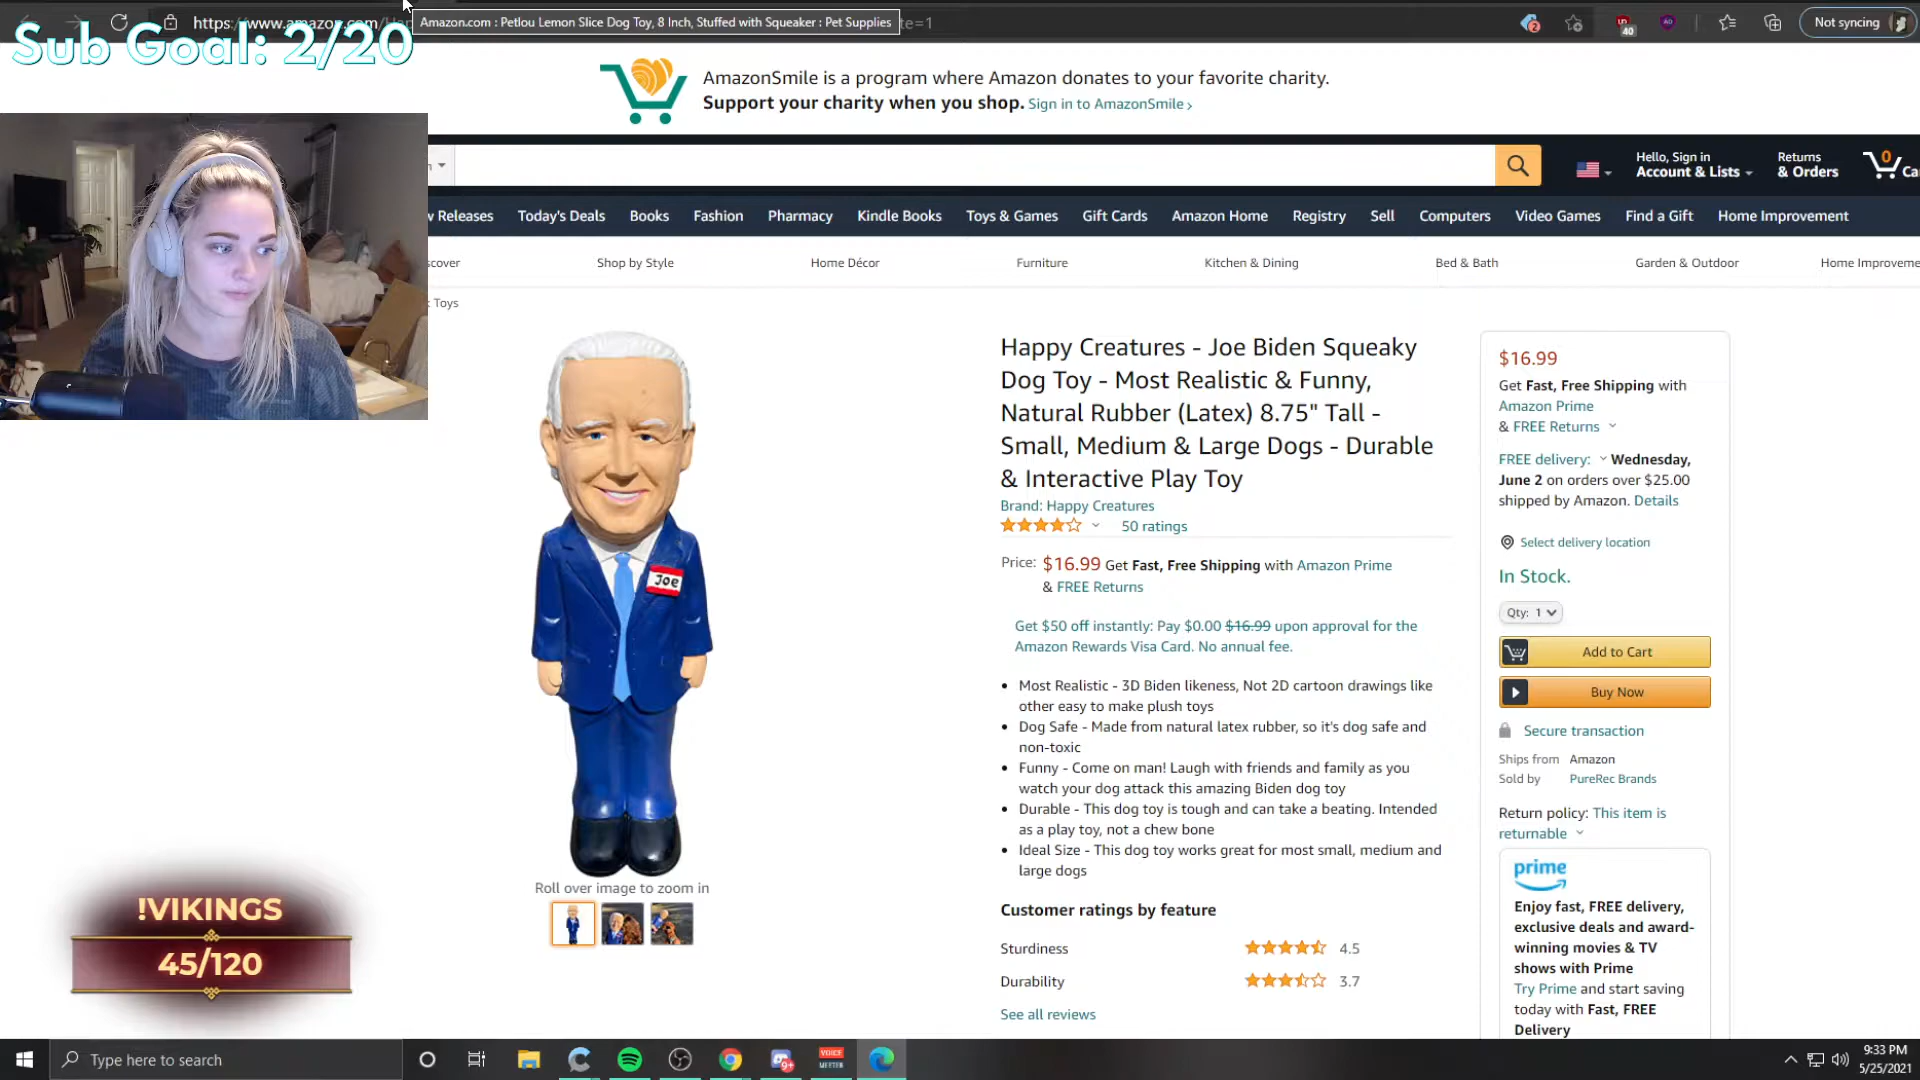 https://www.amazon.com/Hap
Amazon.com : Petlou Lemon Slice Dog Toy, 8 Inch, Stuffed with Squeaker : Pet Supplies
te=1
2
40
Not syncing
Sub Goal: 2/20
AmazonSmile is a program where Amazon donates to your favorite charity.
Support your charity when you shop. Sign in to AmazonSmile ›
Hello, Sign in
Account & Lists
Returns
& Orders
0
Ca
w Releases Today's Deals Books Fashion Pharmacy Kindle Books Toys & Games Gift Cards Amazon Home Registry Sell Computers Video Games Find a Gift Home Improvement
scover Shop by Style Home Décor Furniture Kitchen & Dining Bed & Bath Garden & Outdoor Home Improveme
: Toys
Joe
Roll over image to zoom in
Happy Creatures - Joe Biden Squeaky
Dog Toy - Most Realistic & Funny,
Natural Rubber (Latex) 8.75" Tall -
Small, Medium & Large Dogs - Durable
& Interactive Play Toy
Brand: Happy Creatures
50 ratings
Price: $16.99 Get Fast, Free Shipping with Amazon Prime
& FREE Returns
Get $50 off instantly: Pay $0.00 $16.99 upon approval for the
Amazon Rewards Visa Card. No annual fee.
• Most Realistic - 3D Biden likeness, Not 2D cartoon drawings like
other easy to make plush toys
• Dog Safe - Made from natural latex rubber, so it's dog safe and
non-toxic
• Funny - Come on man! Laugh with friends and family as you
watch your dog attack this amazing Biden dog toy
• Durable - This dog toy is tough and can take a beating. Intended
as a play toy, not a chew bone
• Ideal Size - This dog toy works great for most small, medium and
large dogs
Customer ratings by feature
Sturdiness 4.5
Durability 3.7
See all reviews
$16.99
Get Fast, Free Shipping with
Amazon Prime
& FREE Returns
FREE delivery: Wednesday,
June 2 on orders over $25.00
shipped by Amazon. Details
Select delivery location
In Stock.
Qty: 1
Add to Cart
Buy Now
Secure transaction
Ships from Amazon
Sold by PureRec Brands
Return policy: This item is
returnable
prime
Enjoy fast, FREE delivery,
exclusive deals and award-
winning movies & TV
shows with Prime
Try Prime and start saving
today with Fast, FREE
Delivery
!VIKINGS
45/120
Type here to search
9+
VOICE
MEETER
9:33 PM
5/25/2021